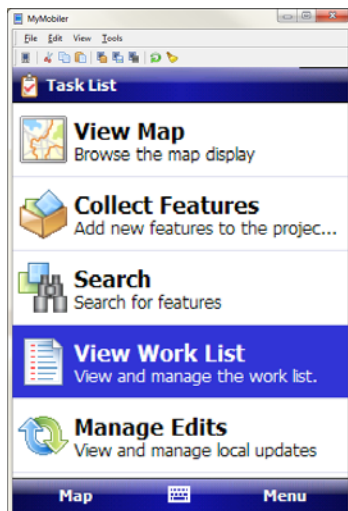 MyMobiler
File Edit View Tools
Task List
View Map
Browse the map display
Collect Features
Add new features to the projec...
Search
Search for features
View Work List
View and manage the work list.
Manage Edits
View and manage local updates
Map Menu